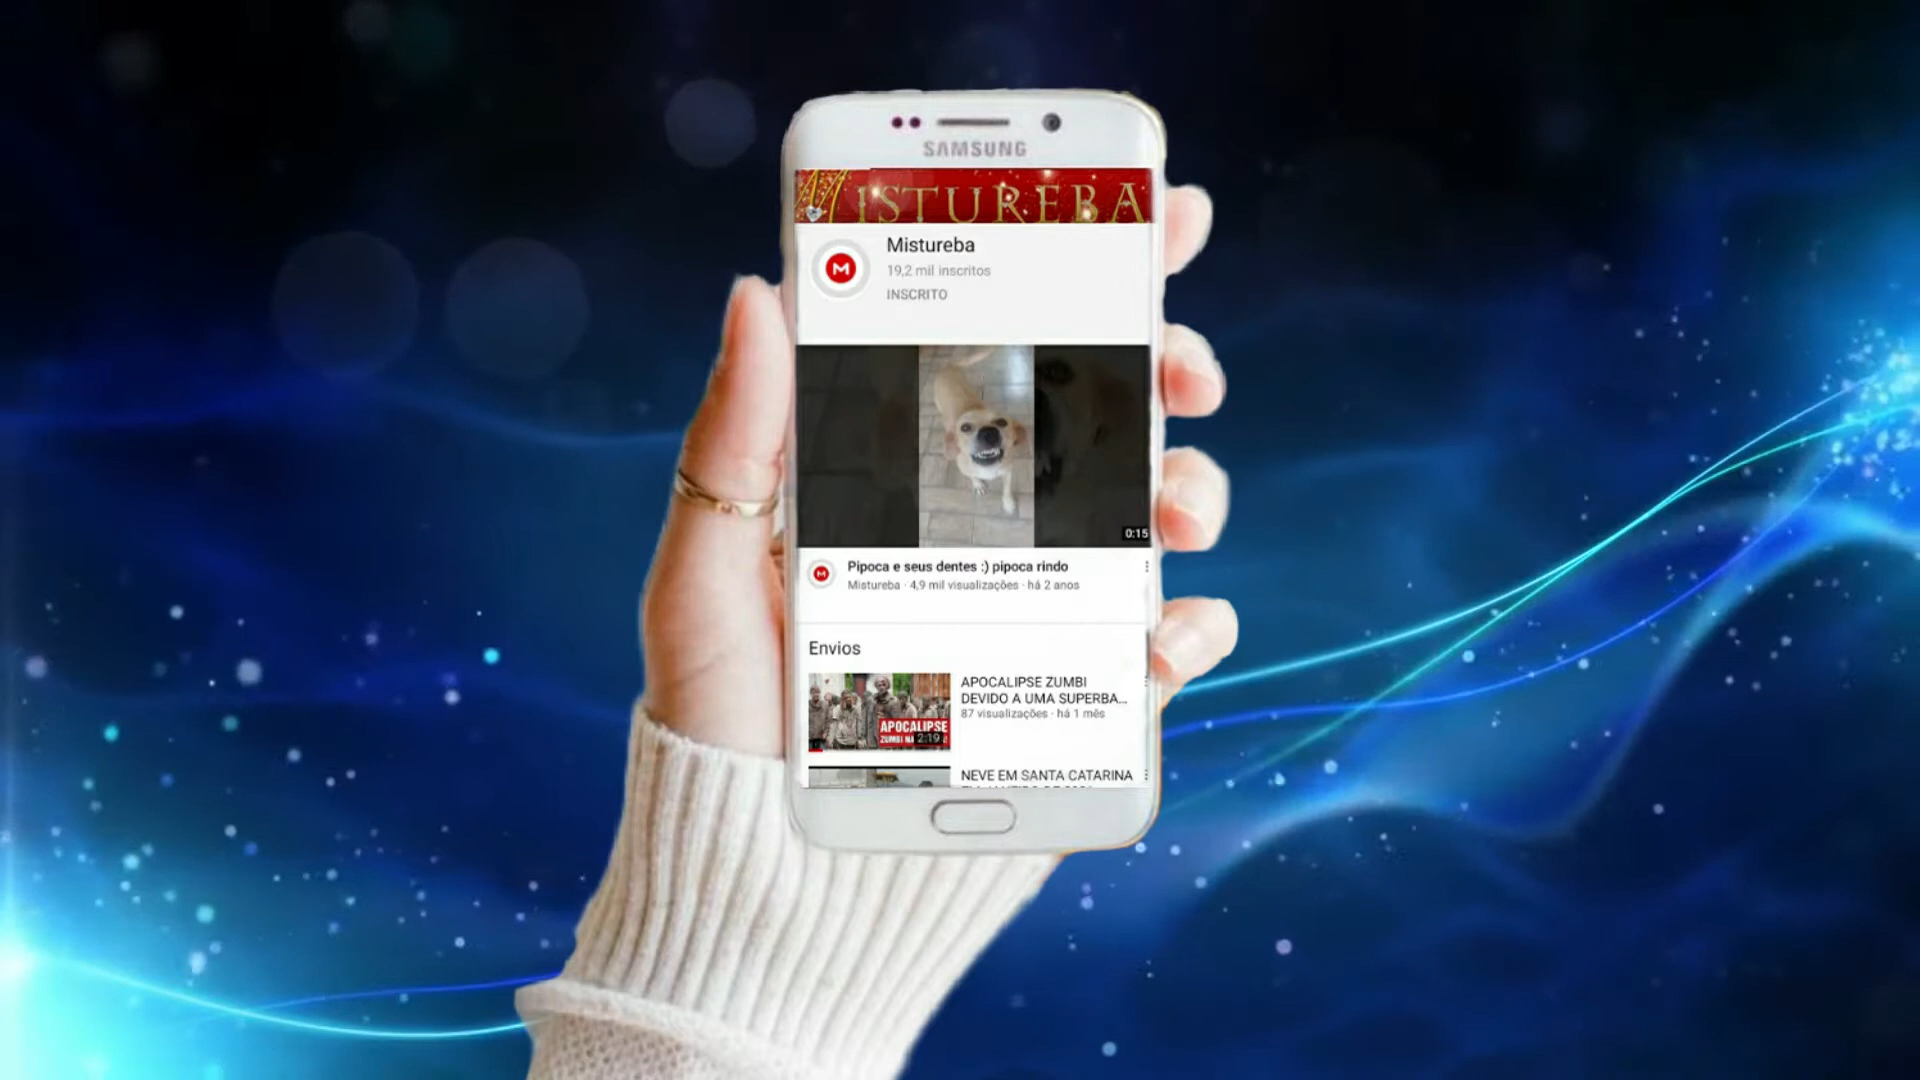 SAMSUNG
MISTUREBA
Mistureba
19,2 mil inscritos
INSCRITO
0:15
Pipoca e seus dentes :) pipoca rindo
Mistureba · 4,9 mil visualizações · há 2 anos
Envios
APOCALIPSE ZUMBI
DEVIDO A UMA SUPERBA...
87 visualizações · há 1 mês
APOCALIPSE
ZUMBI
2:19
NEVE EM SANTA CATARINA